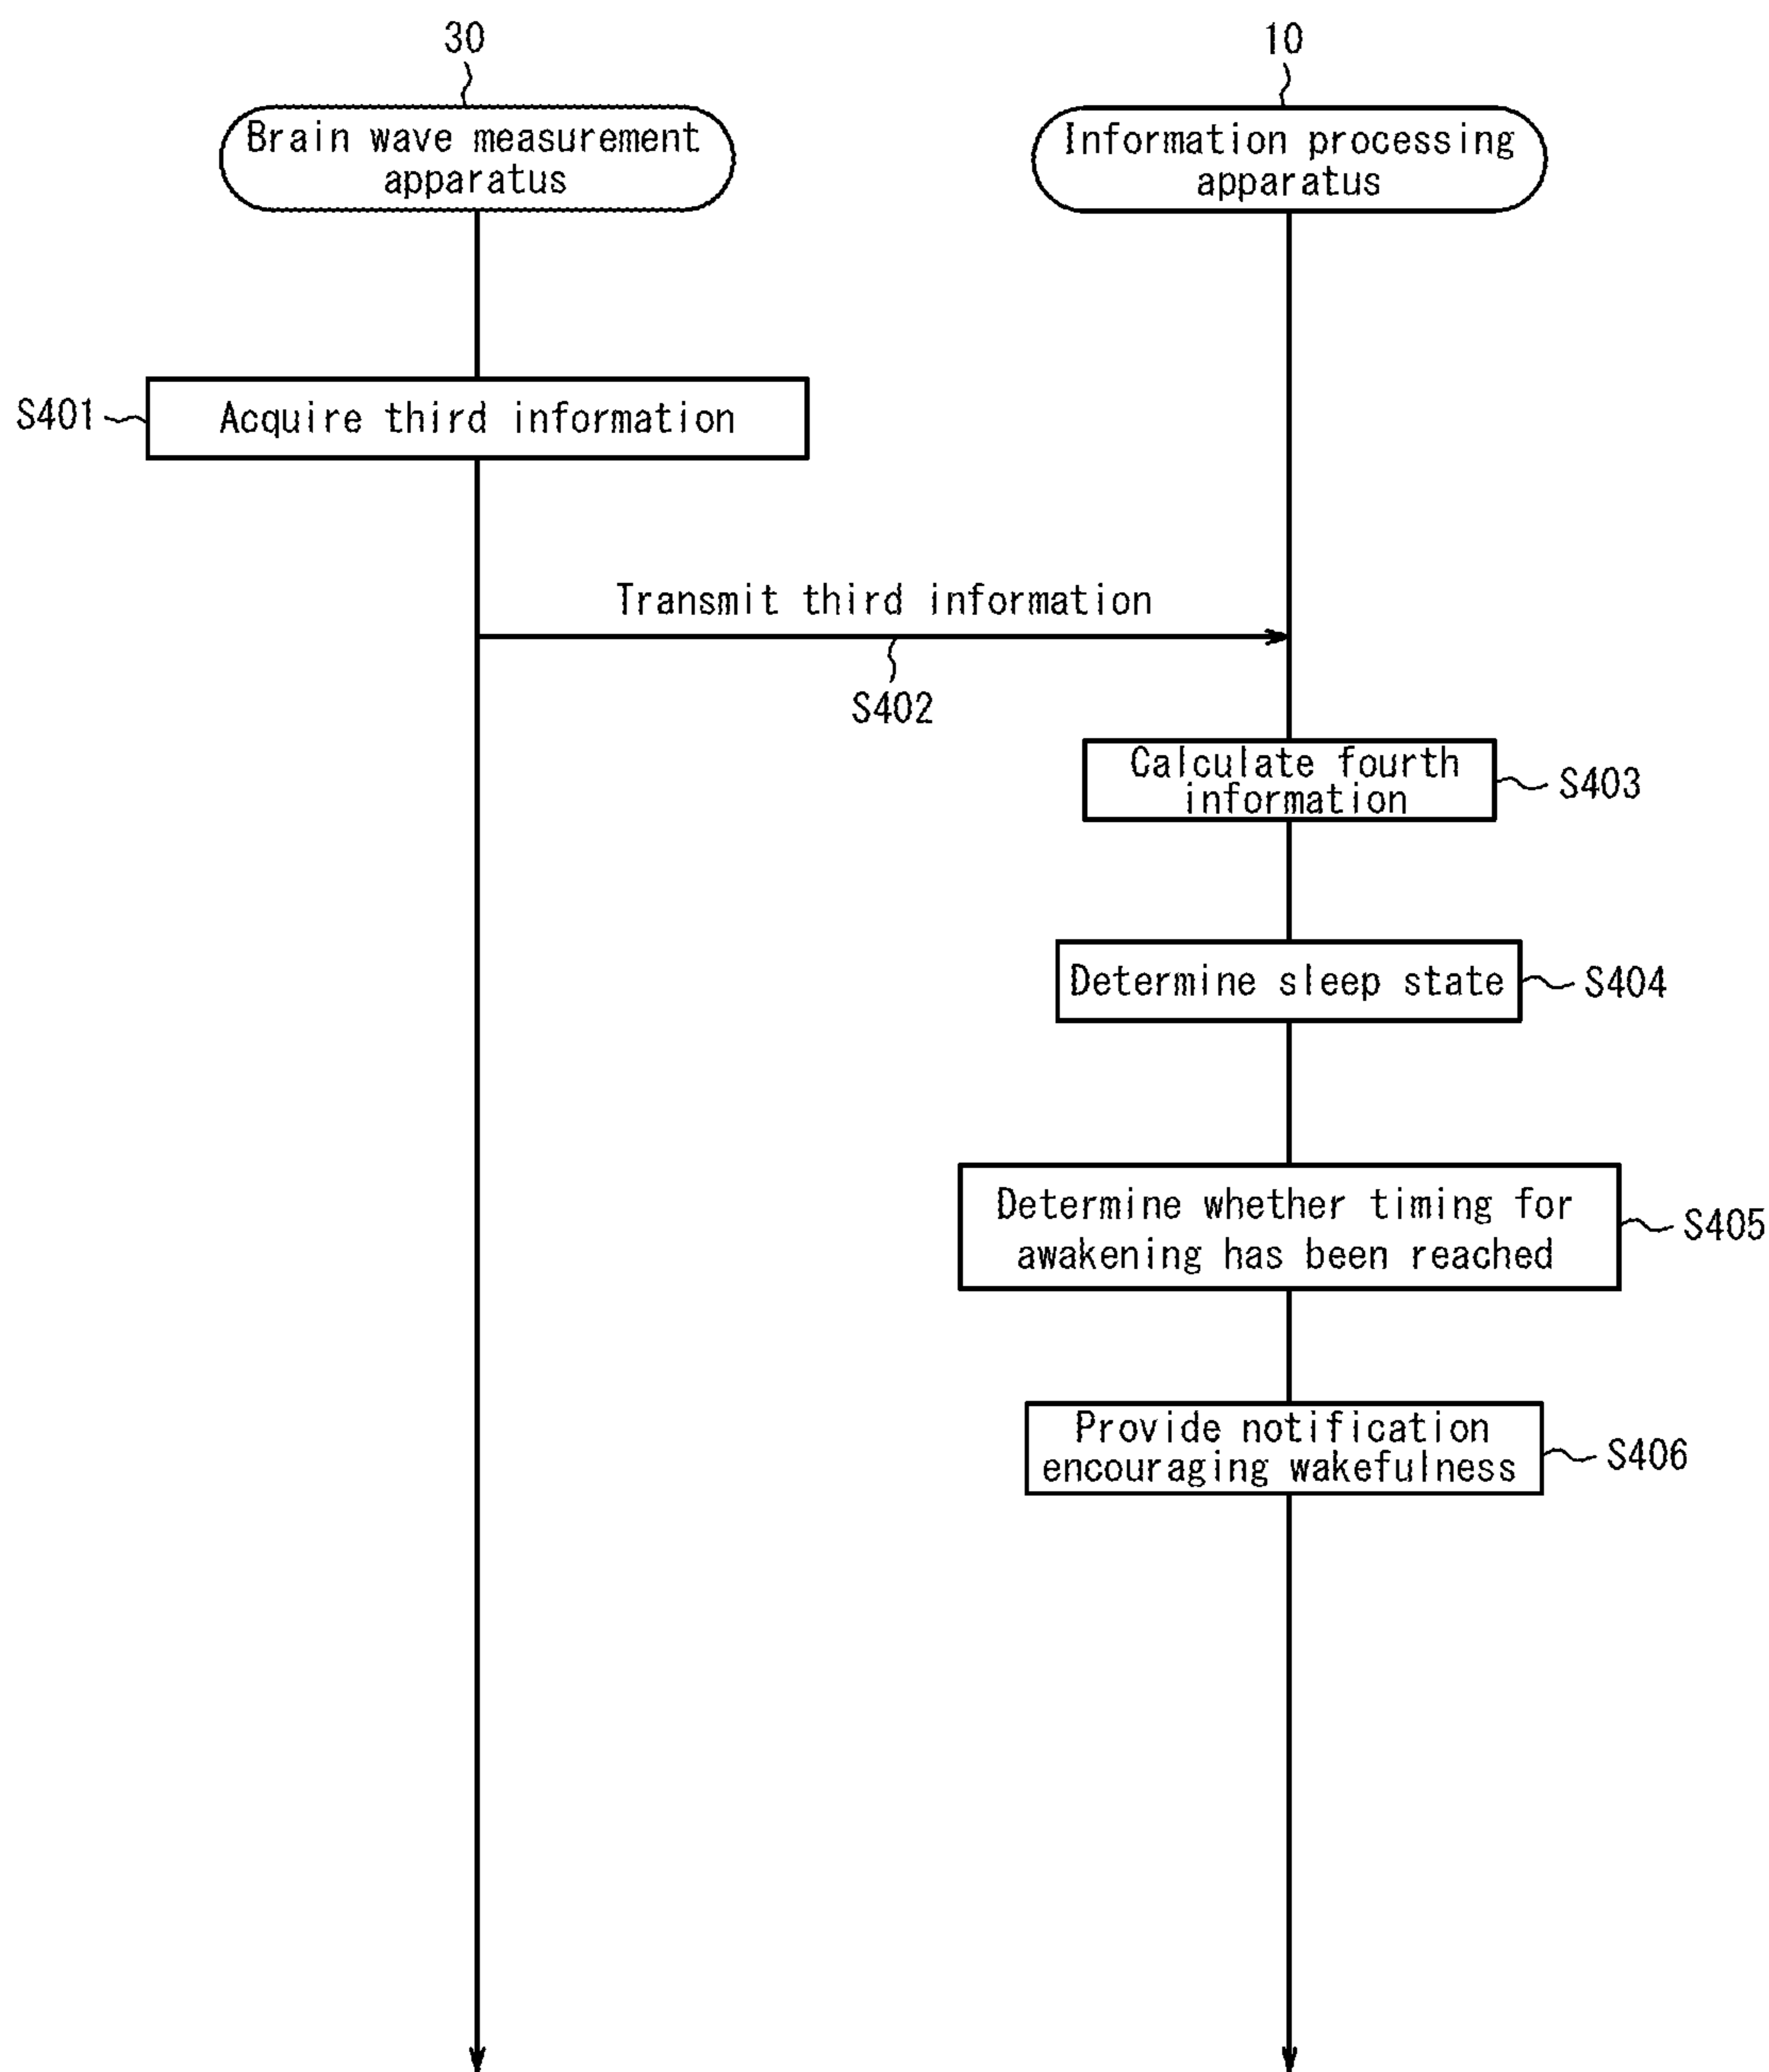 30
10
Brain wave measurement
apparatus
Information processing
apparatus
S401
Acquire third information
Transmit third information
S402
Calculate fourth
information
S403
Determine sleep state
S404
Determine whether timing for
awakening has been reached
S405
Provide notification
encouraging wakefulness
S406